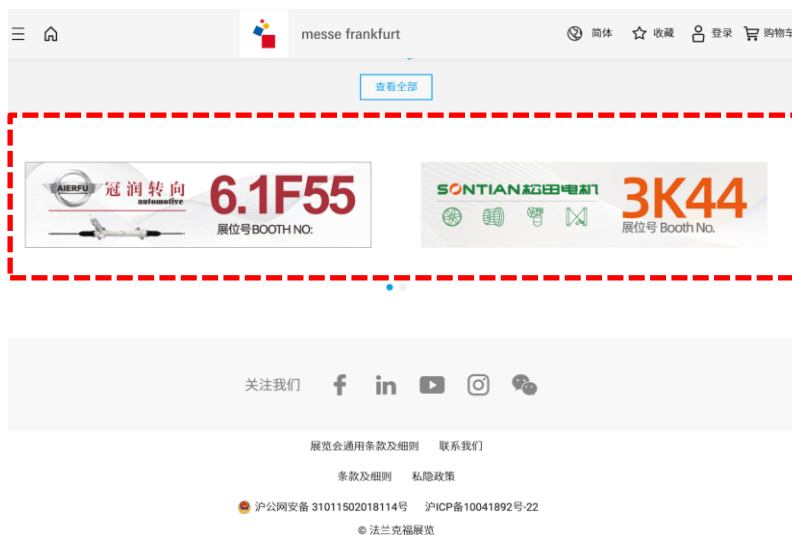 messe frankfurt 简体 收藏 登录 购物车
查看全部
AIERFU 冠润转向
automotive
6.1F55
展位号BOOTH NO:
SONTIAN松田电机
3K44
展位号 Booth No.
关注我们
展览会通用条款及细则 联系我们
条款及细则 私隐政策
沪公网安备 31011502018114号 沪ICP备10041892号-22
© 法兰克福展览